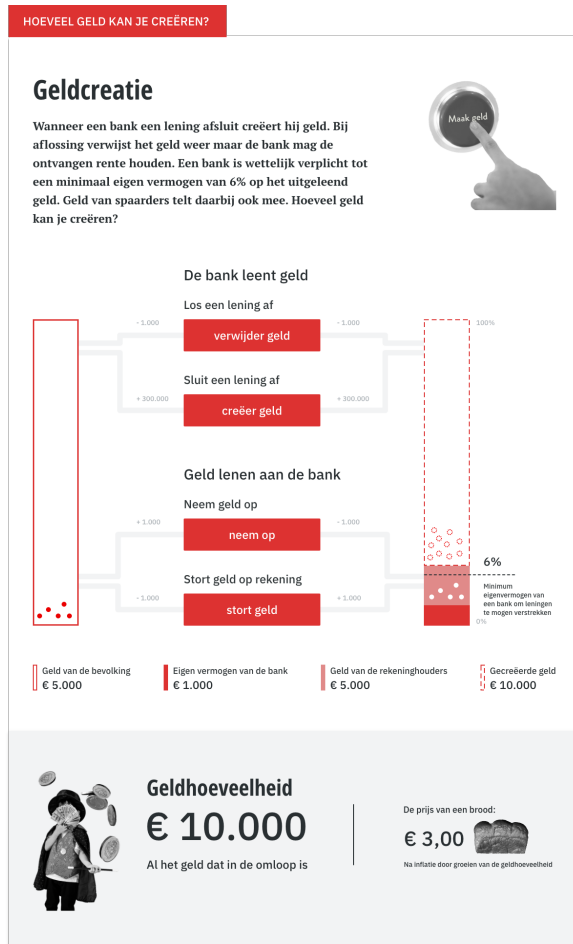 HOEVEEL GELD KAN JE CREËREN?
Geldcreatie
Wanneer een bank een lening afsluit creëert hij geld. Bij
aflossing verwijst het geld weer maar de bank mag de
ontvangen rente houden. Een bank is wettelijk verplicht tot
een minimaal eigen vermogen van 6% op het uitgeleend
geld. Geld van spaarders telt daarbij ook mee. Hoeveel geld
kan je creëren?
Maak geld
De bank leent geld
Los een lening af
- 1.000
verwijder geld
- 1.000
100%
Sluit een lening af
+ 300.000
creëer geld
+ 300.000
Geld lenen aan de bank
Neem geld op
+ 1.000
neem op
- 1.000
6%
Minimum
eigenvermogen van
een bank om leningen
te mogen verstrekken
Stort geld op rekening
- 1.000
stort geld
+ 1.000
0%
Geld van de bevolking
€ 5.000
Eigen vermogen van de bank
€ 1.000
Geld van de rekeninghouders
€ 5.000
Gecreëerde geld
€ 10.000
Geldhoeveelheid
€ 10.000
Al het geld dat in de omloop is
De prijs van een brood:
€ 3,00
Na inflatie door groeien van de geldhoeveelheid